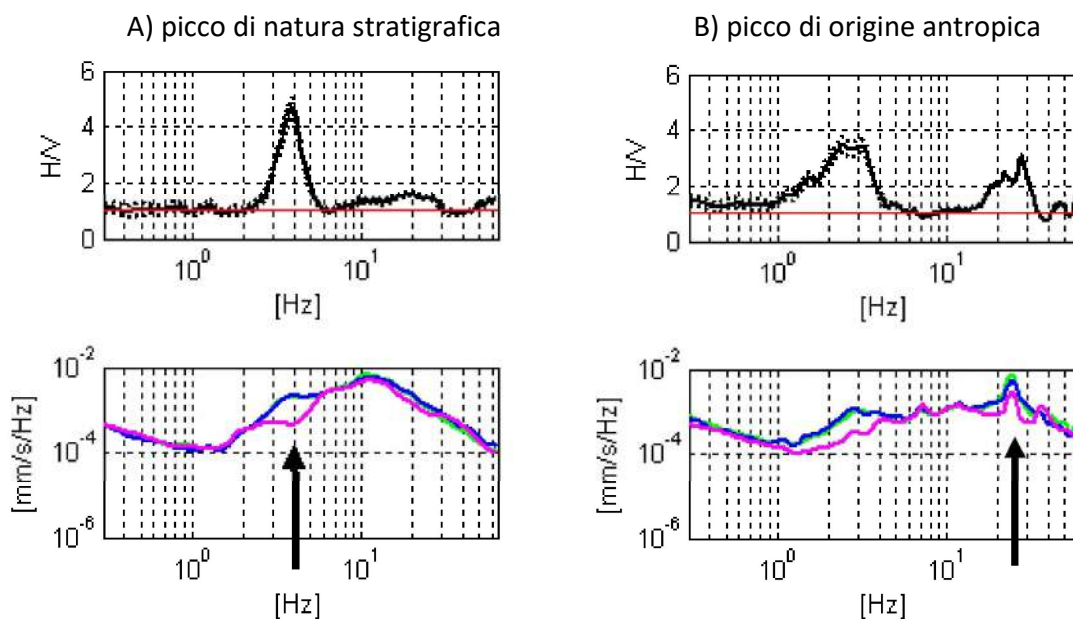 A) picco di natura stratigrafica
B) picco di origine antropica
6
4
2
0
H/V
10^0
10^1
[Hz]
6
4
2
0
H/V
10^0
10^1
[Hz]
10^-2
10^-4
10^-6
[mm/s/Hz]
10^0
10^1
[Hz]
10^-2
10^-4
10^-6
[mm/s/Hz]
10^0
10^1
[Hz]